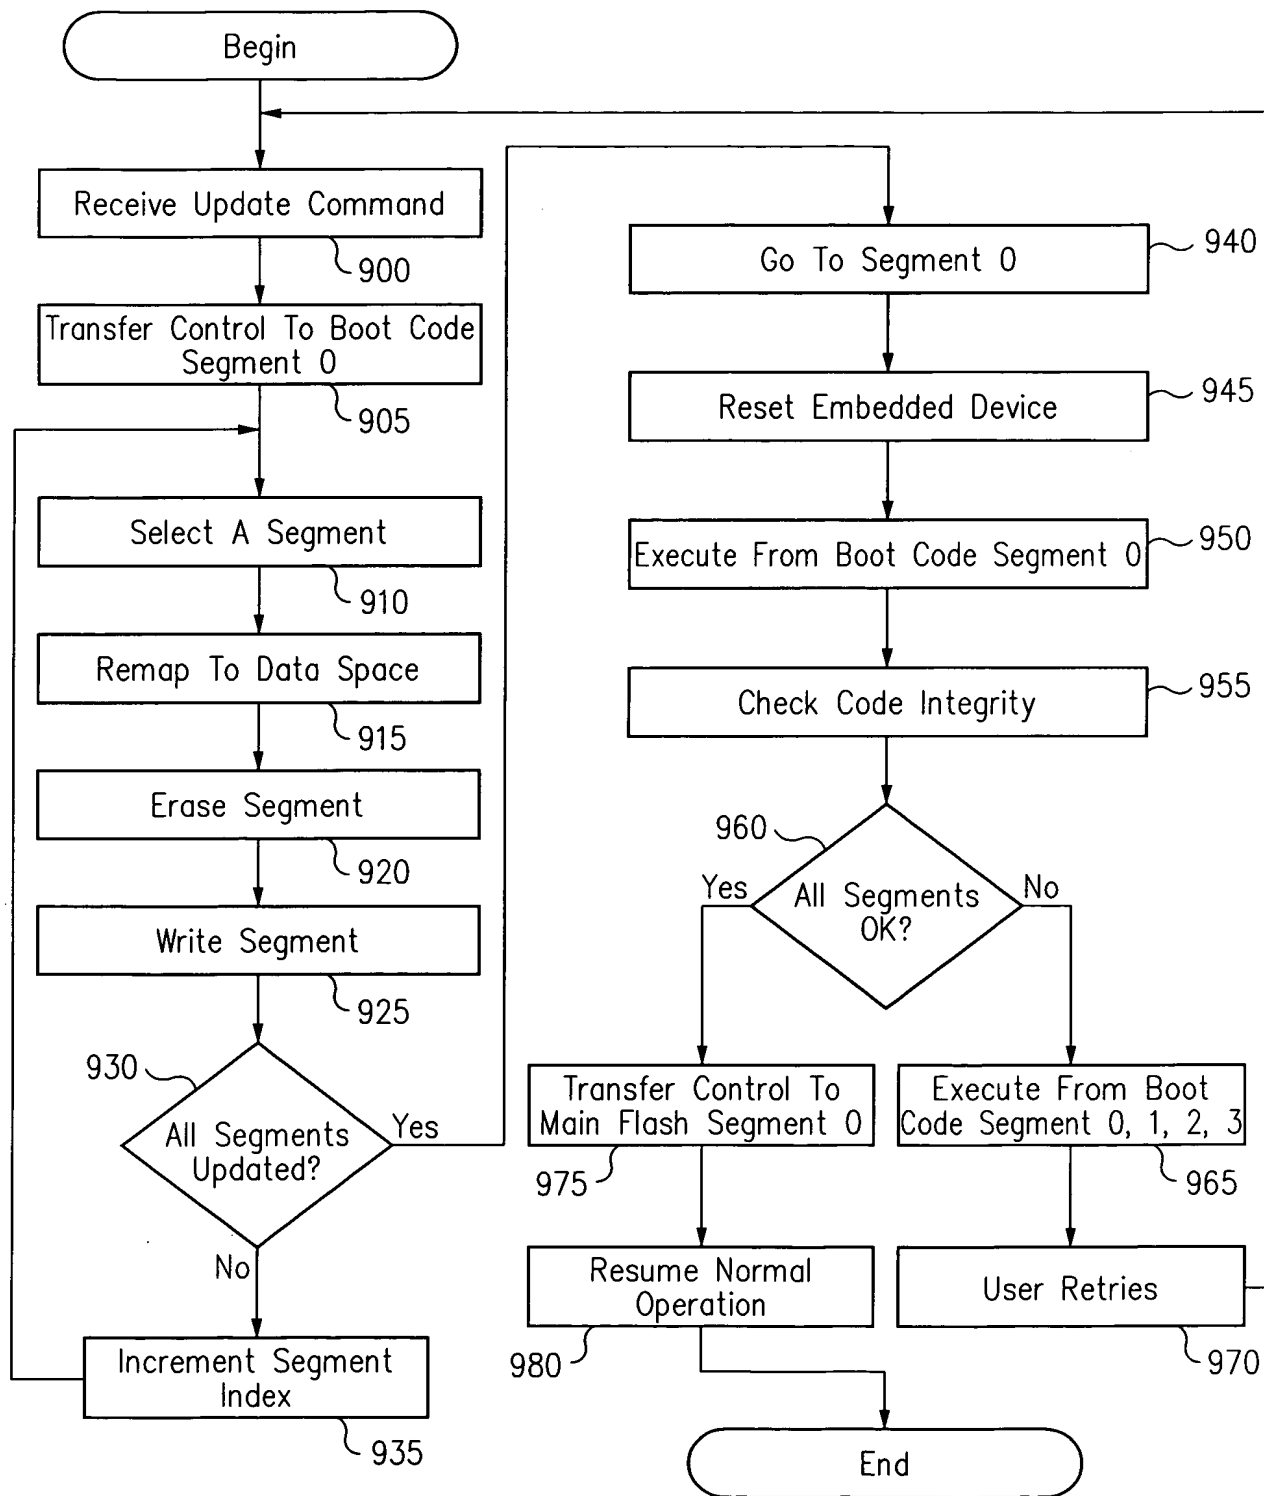 Begin
Receive Update Command
900
Transfer Control To Boot Code
Segment 0
905
Select A Segment
910
Remap To Data Space
915
Erase Segment
920
Write Segment
925
930
All Segments
Updated?
Yes
No
Increment Segment
Index
935
Go To Segment 0
940
Reset Embedded Device
945
Execute From Boot Code Segment 0
950
Check Code Integrity
955
960
All Segments
OK?
Yes
No
Transfer Control To
Main Flash Segment 0
975
Execute From Boot
Code Segment 0, 1, 2, 3
965
Resume Normal
Operation
980
User Retries
970
End